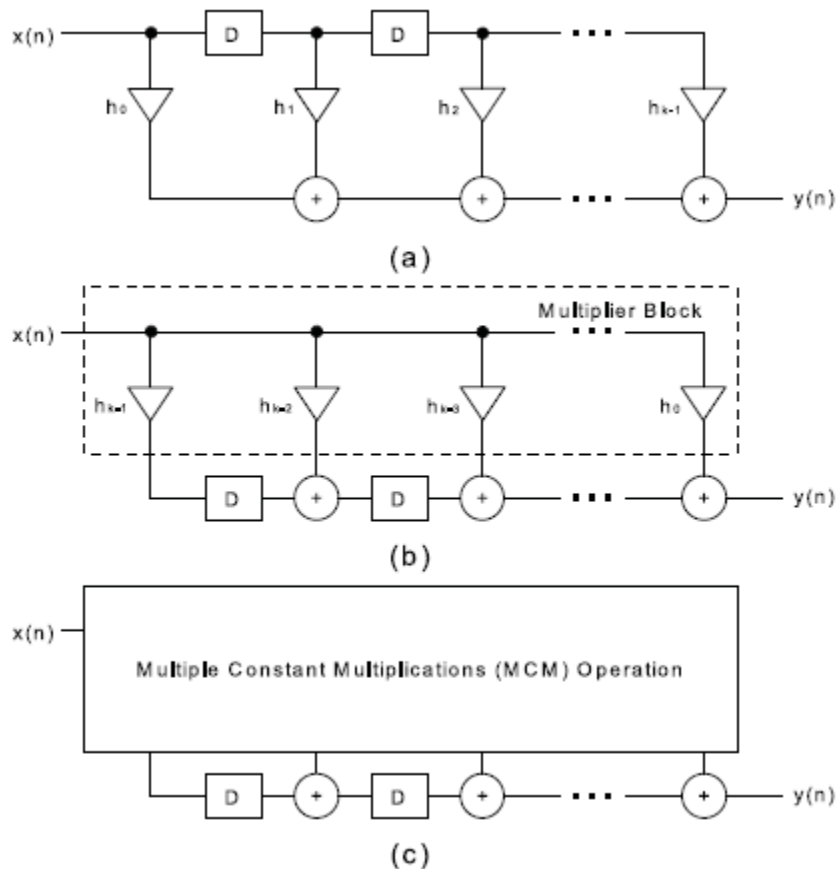 x(n) D D
h0 h1 h2 hk-1
+ + + y(n)
(a)
Multiplier Block
x(n)
hk-1 hk-2 hk-3 h0
D + D + + y(n)
(b)
x(n)
Multiple Constant Multiplications (MCM) Operation
D + D + + y(n)
(c)